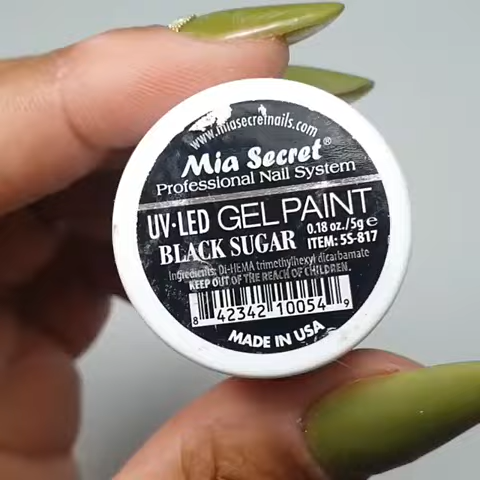 www.miasecretnails.com
Mia Secret®
Professional Nail System
UV·LED GEL PAINT
BLACK SUGAR 0.18 oz./5g e
ITEM: 5S-817
Ingredients: Di-HEMA trimethylhexyl dicarbamate
KEEP OUT OF THE REACH OF CHILDREN.
8 42342 10054 9
MADE IN USA